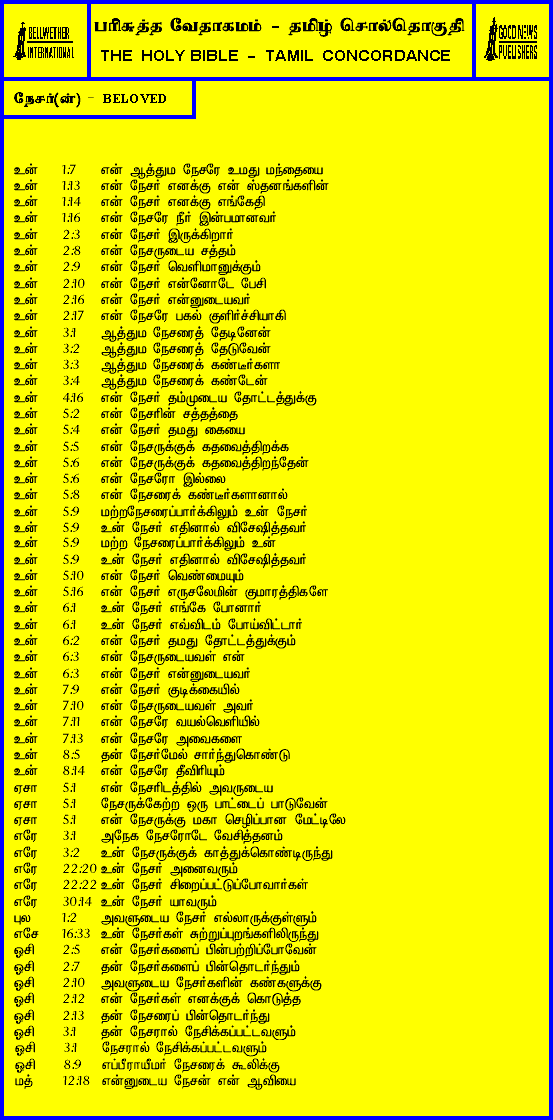 BELLWETHER
INTERNATIONAL
பரிசுத்த வேதாகமம் - தமிழ் சொல்தொகுதி
THE HOLY BIBLE - TAMIL CONCORDANCE
GOOD NEWS
PUBLISHERS
நேசர்(ன்) - BELOVED
உன் 1:7 என் ஆத்தும நேசரே உமது மந்தையை
உன் 1:13 என் நேசர் எனக்கு என் ஸ்தனங்களின்
உன் 1:14 என் நேசர் எனக்கு எங்கேதி
உன் 1:16 என் நேசரே நீர் இன்பமானவர்
உன் 2:3 என் நேசர் இருக்கிறார்
உன் 2:8 என் நேசருடைய சத்தம்
உன் 2:9 என் நேசர் வெளிமானுக்கும்
உன் 2:10 என் நேசர் என்னோடே பேசி
உன் 2:16 என் நேசர் என்னுடையவர்
உன் 2:17 என் நேசரே பகல் குளிர்ச்சியாகி
உன் 3:1 ஆத்தும நேசரைத் தேடினேன்
உன் 3:2 ஆத்தும நேசரைத் தேடுவேன்
உன் 3:3 ஆத்தும நேசரைக் கண்டீர்களா
உன் 3:4 ஆத்தும நேசரைக் கண்டேன்
உன் 4:16 என் நேசர் தம்முடைய தோட்டத்துக்கு
உன் 5:2 என் நேசரின் சத்தத்தை
உன் 5:4 என் நேசர் தமது கையை
உன் 5:5 என் நேசருக்குக் கதவைத்திறக்க
உன் 5:6 என் நேசருக்குக் கதவைத்திறந்தேன்
உன் 5:6 என் நேசரோ இல்லை
உன் 5:8 என் நேசரைக் கண்டீர்களானால்
உன் 5:9 மற்றநேசரைப்பார்க்கிலும் உன் நேசர்
உன் 5:9 உன் நேசர் எதினால் விசேஷித்தவர்
உன் 5:9 மற்ற நேசரைப்பார்க்கிலும் உன்
உன் 5:9 உன் நேசர் எதினால் விசேஷித்தவர்
உன் 5:10 என் நேசர் வெண்மையும்
உன் 5:16 என் நேசர் எருசலேமின் குமாரத்திகளே
உன் 6:1 உன் நேசர் எங்கே போனார்
உன் 6:1 உன் நேசர் எவ்விடம் போய்விட்டார்
உன் 6:2 என் நேசர் தமது தோட்டத்துக்கும்
உன் 6:3 என் நேசருடையவள் என்
உன் 6:3 என் நேசர் என்னுடையவர்
உன் 7:9 என் நேசர் குடிக்கையில்
உன் 7:10 என் நேசருடையவள் அவர்
உன் 7:11 என் நேசரே வயல்வெளியில்
உன் 7:13 என் நேசரே அவைகளை
உன் 8:5 தன் நேசர்மேல் சார்ந்துகொண்டு
உன் 8:14 என் நேசரே தீவிரியும்
ஏசா 5:1 என் நேசரிடத்தில் அவருடைய
ஏசா 5:1 நேசருக்கேற்ற ஒரு பாட்டைப் பாடுவேன்
ஏசா 5:1 என் நேசருக்கு மகா செழிப்பான மேட்டிலே
எரே 3:1 அநேக நேசரோடே வேசித்தனம்
எரே 3:2 உன் நேசருக்குக் காத்துக்கொண்டிருந்து
எரே 22:20 உன் நேசர் அனைவரும்
எரே 22:22 உன் நேசர் சிறைப்பட்டுப்போவார்கள்
எரே 30:14 உன் நேசர் யாவரும்
புல 1:2 அவளுடைய நேசர் எல்லாருக்குள்ளும்
எசே 16:33 உன் நேசர்கள் சுற்றுப்புறங்களிலிருந்து
ஓசி 2:5 என் நேசர்களைப் பின்பற்றிப்போவேன்
ஓசி 2:7 தன் நேசர்களைப் பின்தொடர்ந்தும்
ஓசி 2:10 அவளுடைய நேசர்களின் கண்களுக்கு
ஓசி 2:12 என் நேசர்கள் எனக்குக் கொடுத்த
ஓசி 2:13 தன் நேசரைப் பின்தொடர்ந்து
ஓசி 3:1 தன் நேசரால் நேசிக்கப்பட்டவளும்
ஓசி 3:1 நேசரால் நேசிக்கப்பட்டவளும்
ஓசி 8:9 எப்பிராயீமர் நேசரைக் கூலிக்கு
மத் 12:18 என்னுடைய நேசன் என் ஆவியை